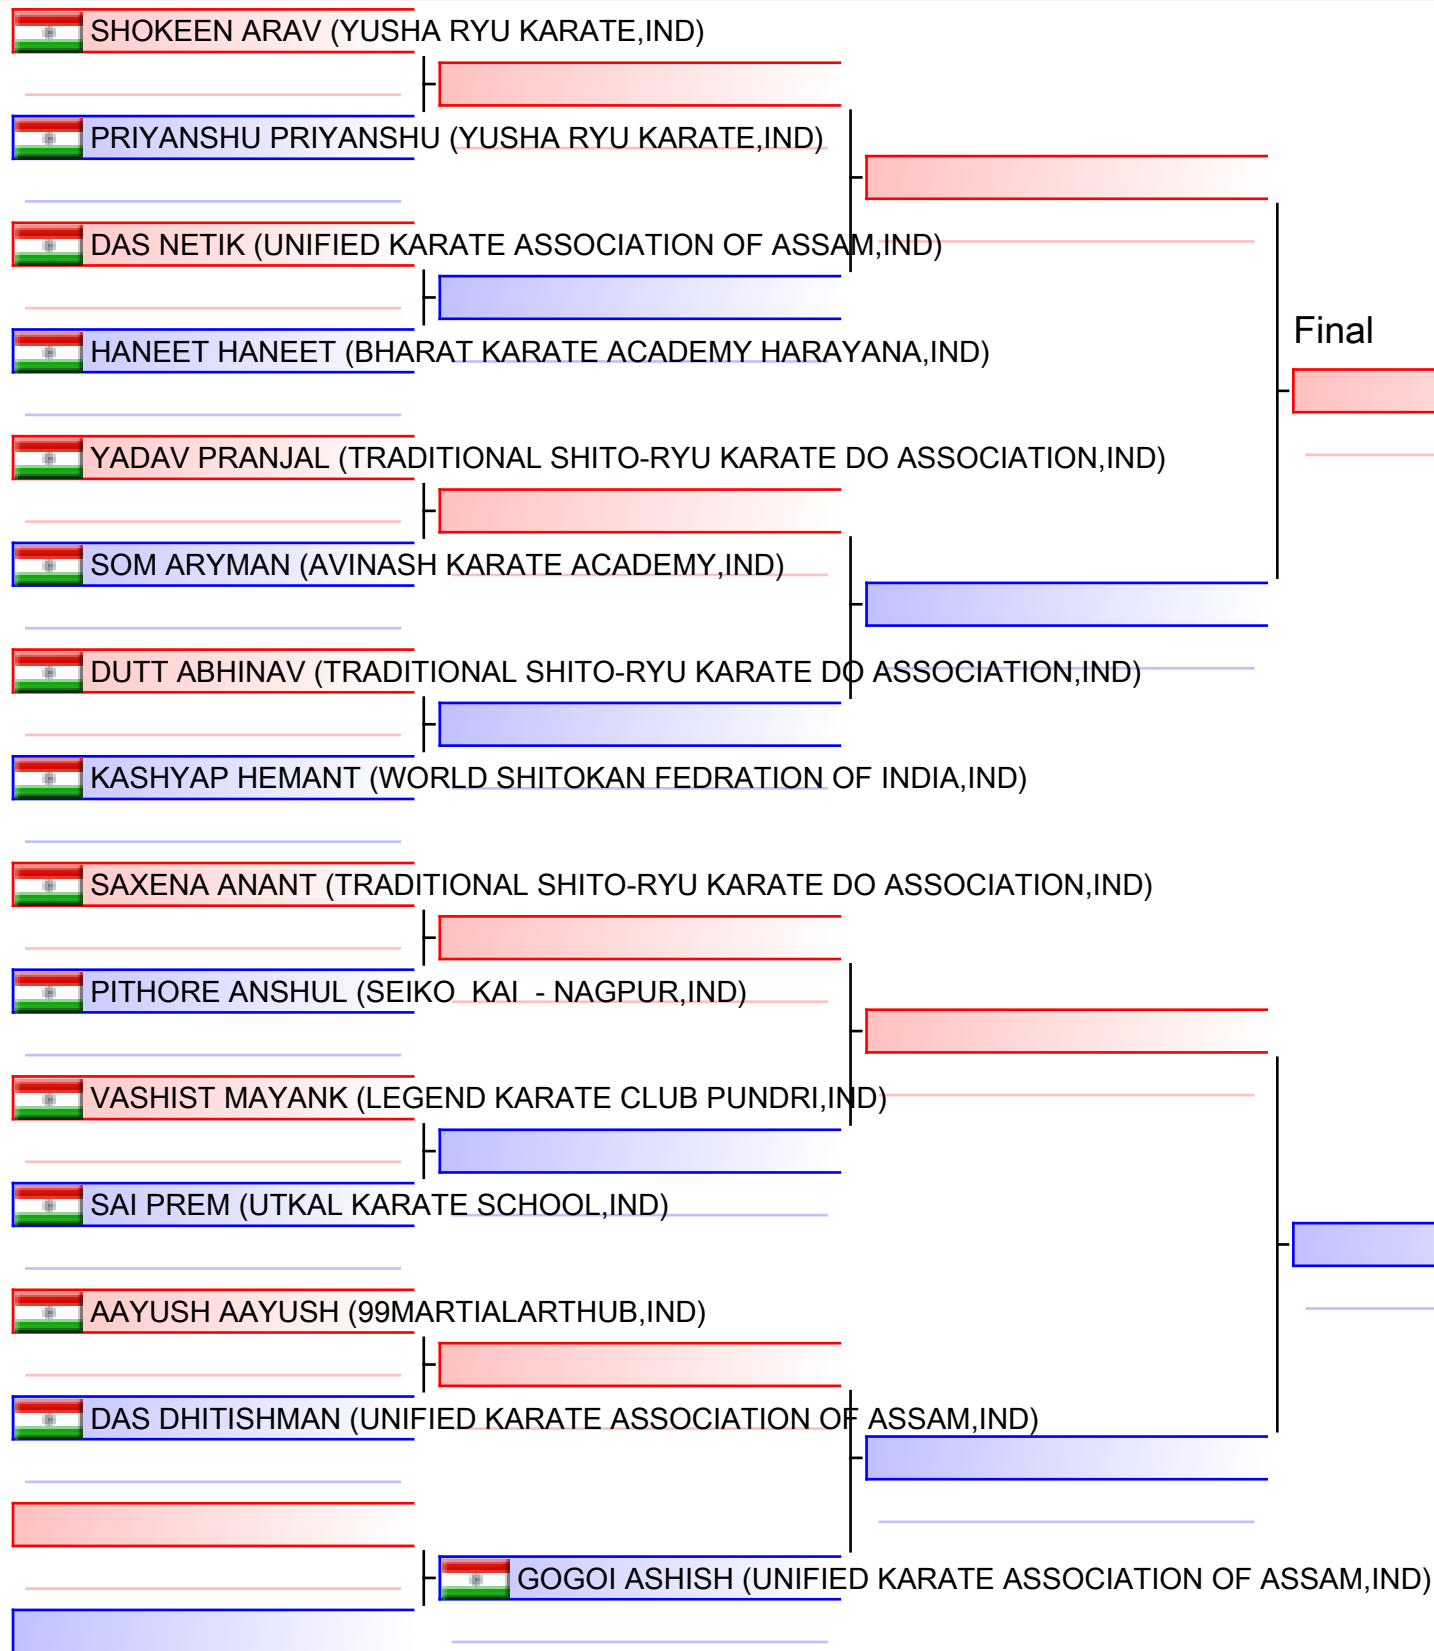 SHOKEEN ARAV (YUSHA RYU KARATE,IND)
PRIYANSHU PRIYANSHU (YUSHA RYU KARATE,IND)
DAS NETIK (UNIFIED KARATE ASSOCIATION OF ASSAM,IND)
Final
HANEET HANEET (BHARAT KARATE ACADEMY HARAYANA,IND)
YADAV PRANJAL (TRADITIONAL SHITO-RYU KARATE DO ASSOCIATION,IND)
SOM ARYMAN (AVINASH KARATE ACADEMY,IND)
DUTT ABHINAV (TRADITIONAL SHITO-RYU KARATE DO ASSOCIATION,IND)
KASHYAP HEMANT (WORLD SHITOKAN FEDRATION OF INDIA,IND)
SAXENA ANANT (TRADITIONAL SHITO-RYU KARATE DO ASSOCIATION,IND)
PITHORE ANSHUL (SEIKO  KAI  - NAGPUR,IND)
VASHIST MAYANK (LEGEND KARATE CLUB PUNDRI,IND)
SAI PREM (UTKAL KARATE SCHOOL,IND)
AAYUSH AAYUSH (99MARTIALARTHUB,IND)
DAS DHITISHMAN (UNIFIED KARATE ASSOCIATION OF ASSAM,IND)
GOGOI ASHISH (UNIFIED KARATE ASSOCIATION OF ASSAM,IND)